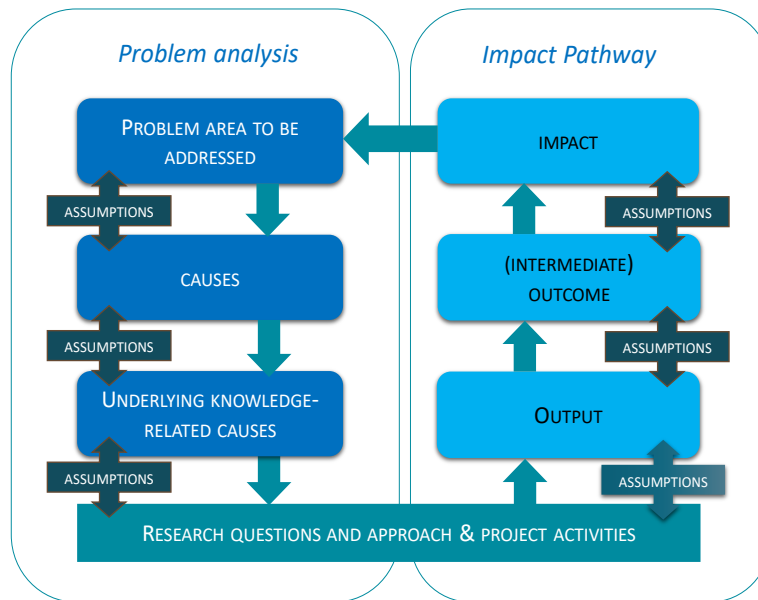 Problem analysis
Impact Pathway
PROBLEM AREA TO BE
ADDRESSED
IMPACT
ASSUMPTIONS
ASSUMPTIONS
CAUSES
(INTERMEDIATE)
OUTCOME
ASSUMPTIONS
ASSUMPTIONS
UNDERLYING KNOWLEDGE-
RELATED CAUSES
OUTPUT
ASSUMPTIONS
ASSUMPTIONS
RESEARCH QUESTIONS AND APPROACH & PROJECT ACTIVITIES